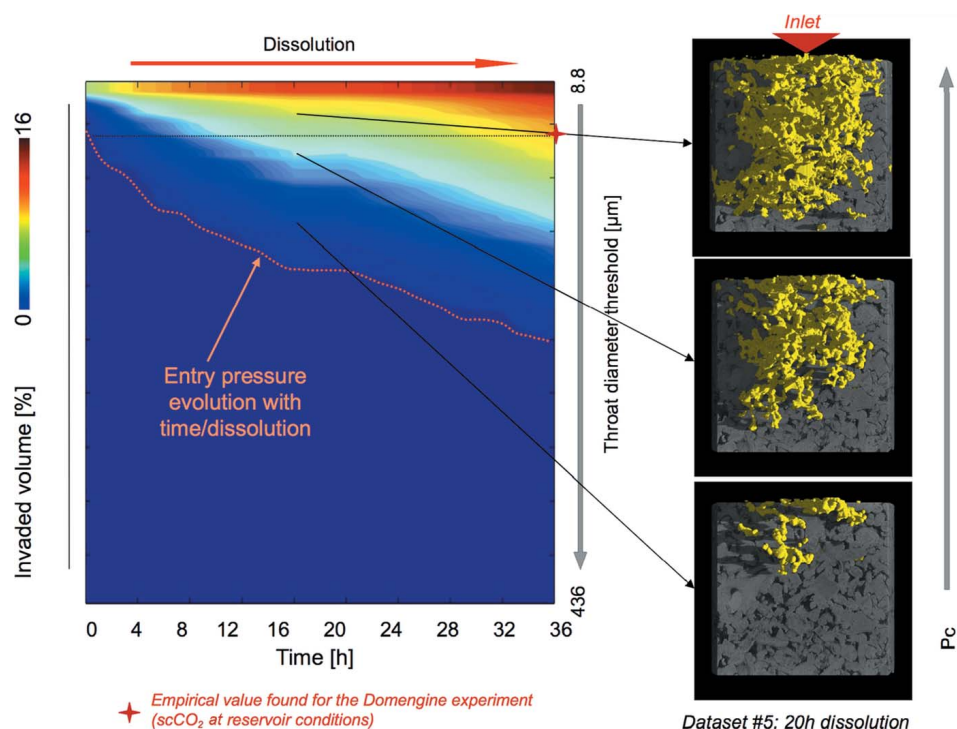 Dissolution
Inlet
16
0
Invaded volume [%]
8.8
Throat diameter threshold [µm]
436
Entry pressure
evolution with
time/dissolution
0 4 8 12 16 20 24 28 32 36
Time [h]
Pc
Empirical value found for the Domengine experiment
(scCO₂ at reservoir conditions)
Dataset #5: 20h dissolution